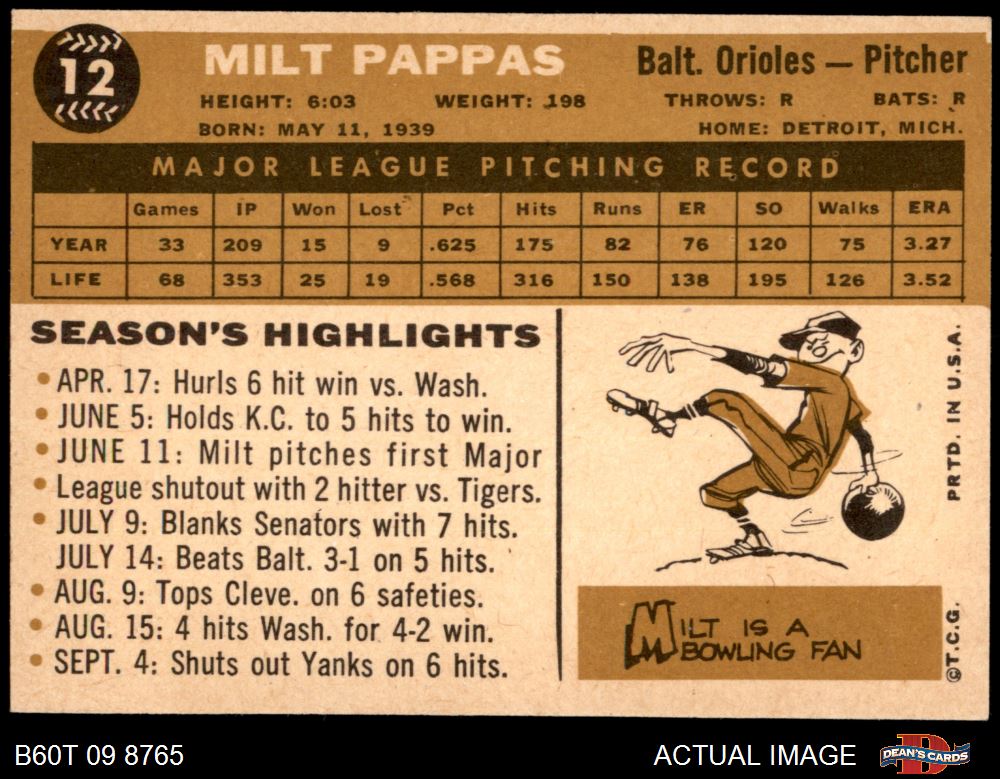 12
MILT PAPPAS
Balt. Orioles — Pitcher
HEIGHT: 6:03 WEIGHT: 198 THROWS: R BATS: R
BORN: MAY 11, 1939 HOME: DETROIT, MICH.
MAJOR LEAGUE PITCHING RECORD
Games IP Won Lost Pct Hits Runs ER SO Walks ERA
YEAR 33 209 15 9 .625 175 82 76 120 75 3.27
LIFE 68 353 25 19 .568 316 150 138 195 126 3.52
SEASON'S HIGHLIGHTS
• APR. 17: Hurls 6 hit win vs. Wash.
• JUNE 5: Holds K.C. to 5 hits to win.
• JUNE 11: Milt pitches first Major
• League shutout with 2 hitter vs. Tigers.
• JULY 9: Blanks Senators with 7 hits.
JULY 14: Beats Balt. 3-1 on 5 hits.
• AUG. 9: Tops Cleve. on 6 safeties.
• AUG. 15: 4 hits Wash. for 4-2 win.
• SEPT. 4: Shuts out Yanks on 6 hits.
MILT IS A
BOWLING FAN
PRTD. IN U.S.A.
©T.C.G.
B60T 09 8765
ACTUAL IMAGE
DEAN'S CARDS